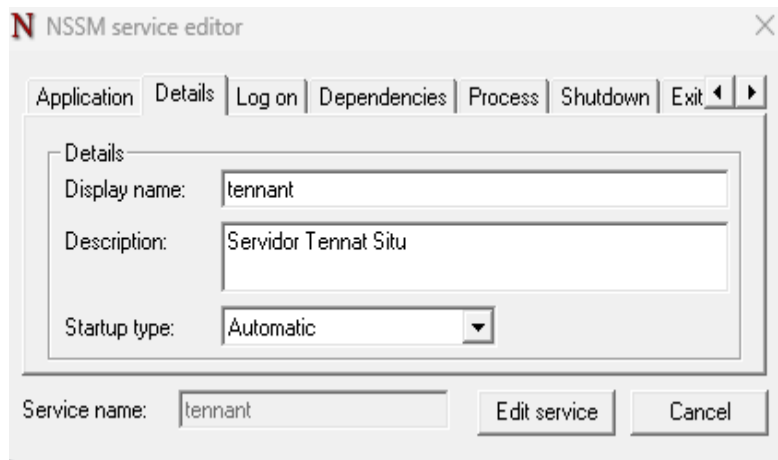 N NSSM service editor
Application Details Log on Dependencies Process Shutdown Exit
Details
Display name: tennant
Description: Servidor Tennat Situ
Startup type: Automatic
Service name: tennant Edit service Cancel